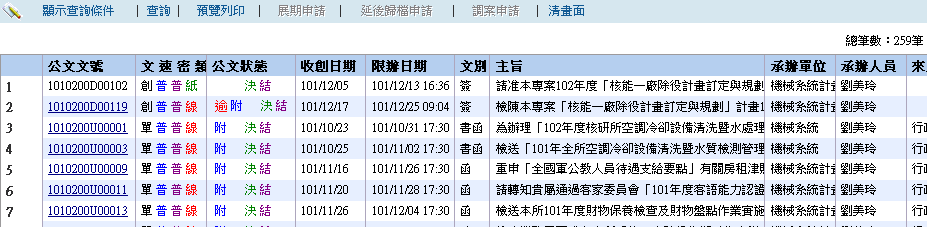 顯示查詢條件 | 查詢 | 預覽列印 | 展期申請 | 延後歸檔申請 | 調案申請 | 清畫面
總筆數：259筆
公文文號 文 速 密 類 公文狀態 收創日期 限辦日期 文別 主旨 承辦單位 承辦人員 來
1 1010200D00102 創 普 普 紙 決 結 101/12/05 101/12/13 16:36 簽 請准本專案102年度「核能一廠除役計畫訂定與規劃 機械系統計畫 劉美玲
2 1010200D00119 創 普 普 線 逾 附 決 結 101/12/17 101/12/25 09:04 簽 檢陳本專案「核能一廠除役計畫訂定與規劃」計畫1 機械系統計畫 劉美玲
3 1010200U00001 單 普 普 線 附 決 結 101/10/23 101/10/31 17:30 書函 為辦理「102年度核研所空調冷卻設備清洗暨水處理 機械系統 劉美玲 行政
4 1010200U00003 單 普 普 線 附 決 結 101/10/25 101/11/02 17:30 書函 檢送「101年全所空調冷卻設備清洗暨水質檢測管理 機械系統 劉美玲 行政
5 1010200U00009 單 普 普 線 附 決 結 101/11/16 101/11/26 17:30 函 重申「全國軍公教人員待遇支給要點」有關房租津貼 機械系統計畫 劉美玲 行政
6 1010200U00011 單 普 普 線 附 決 結 101/11/20 101/11/28 17:30 函 請轉知貴屬通過客家委員會「101年度客語能力認證 機械系統計畫 劉美玲 行政
7 1010200U00013 單 普 普 線 附 決 結 101/11/26 101/12/04 17:30 函 檢送本所101年度財物保養檢查及財物盤點作業實施 機械系統計畫 劉美玲 行政